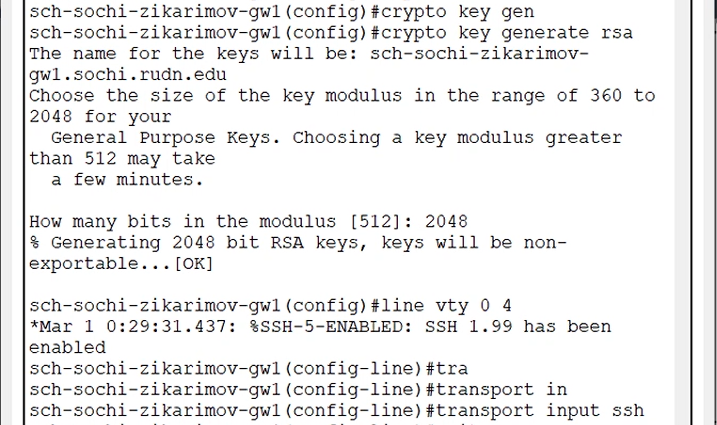 sch-sochi-zikarimov-gw1(config)#crypto key gen
sch-sochi-zikarimov-gw1(config)#crypto key generate rsa
The name for the keys will be: sch-sochi-zikarimov-
gw1.sochi.rudn.edu
Choose the size of the key modulus in the range of 360 to
2048 for your
General Purpose Keys. Choosing a key modulus greater
than 512 may take
a few minutes.
How many bits in the modulus [512]: 2048
% Generating 2048 bit RSA keys, keys will be non-
exportable...[OK]
sch-sochi-zikarimov-gw1(config)#line vty 0 4
*Mar 1 0:29:31.437: %SSH-5-ENABLED: SSH 1.99 has been
enabled
sch-sochi-zikarimov-gw1(config-line)#tra
sch-sochi-zikarimov-gw1(config-line)#transport in
sch-sochi-zikarimov-gw1(config-line)#transport input ssh